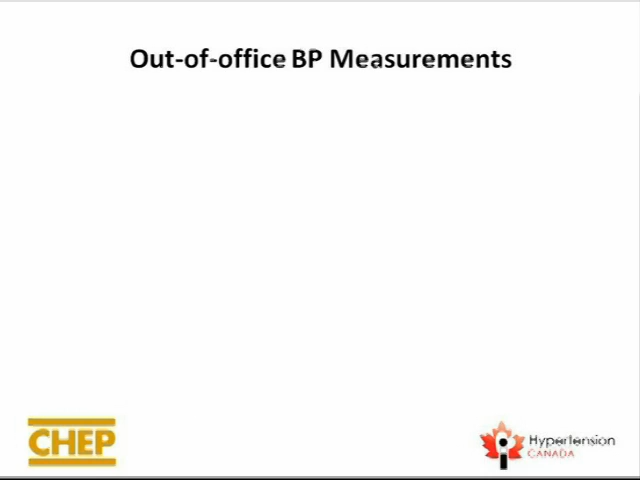 Out-of-office BP Measurements
CHEP
Hypertension
CANADA